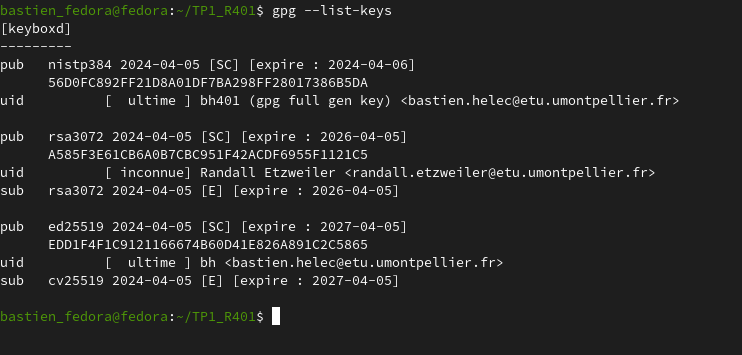 bastien_fedora@fedora:~/TP1_R401$ gpg --list-keys
[keyboxd]
---------
pub   nistp384 2024-04-05 [SC] [expire : 2024-04-06]
      56D0FC892FF21D8A01DF7BA298FF28017386B5DA
uid          [  ultime ] bh401 (gpg full gen key) <bastien.helec@etu.umontpellier.fr>

pub   rsa3072 2024-04-05 [SC] [expire : 2026-04-05]
      A585F3E61CB6A0B7CBC951F42ACDF6955F1121C5
uid          [ inconnue] Randall Etzweiler <randall.etzweiler@etu.umontpellier.fr>
sub   rsa3072 2024-04-05 [E] [expire : 2026-04-05]

pub   ed25519 2024-04-05 [SC] [expire : 2027-04-05]
      EDD1F4F1C9121166674B60D41E826A891C2C5865
uid          [  ultime ] bh <bastien.helec@etu.umontpellier.fr>
sub   cv25519 2024-04-05 [E] [expire : 2027-04-05]

bastien_fedora@fedora:~/TP1_R401$